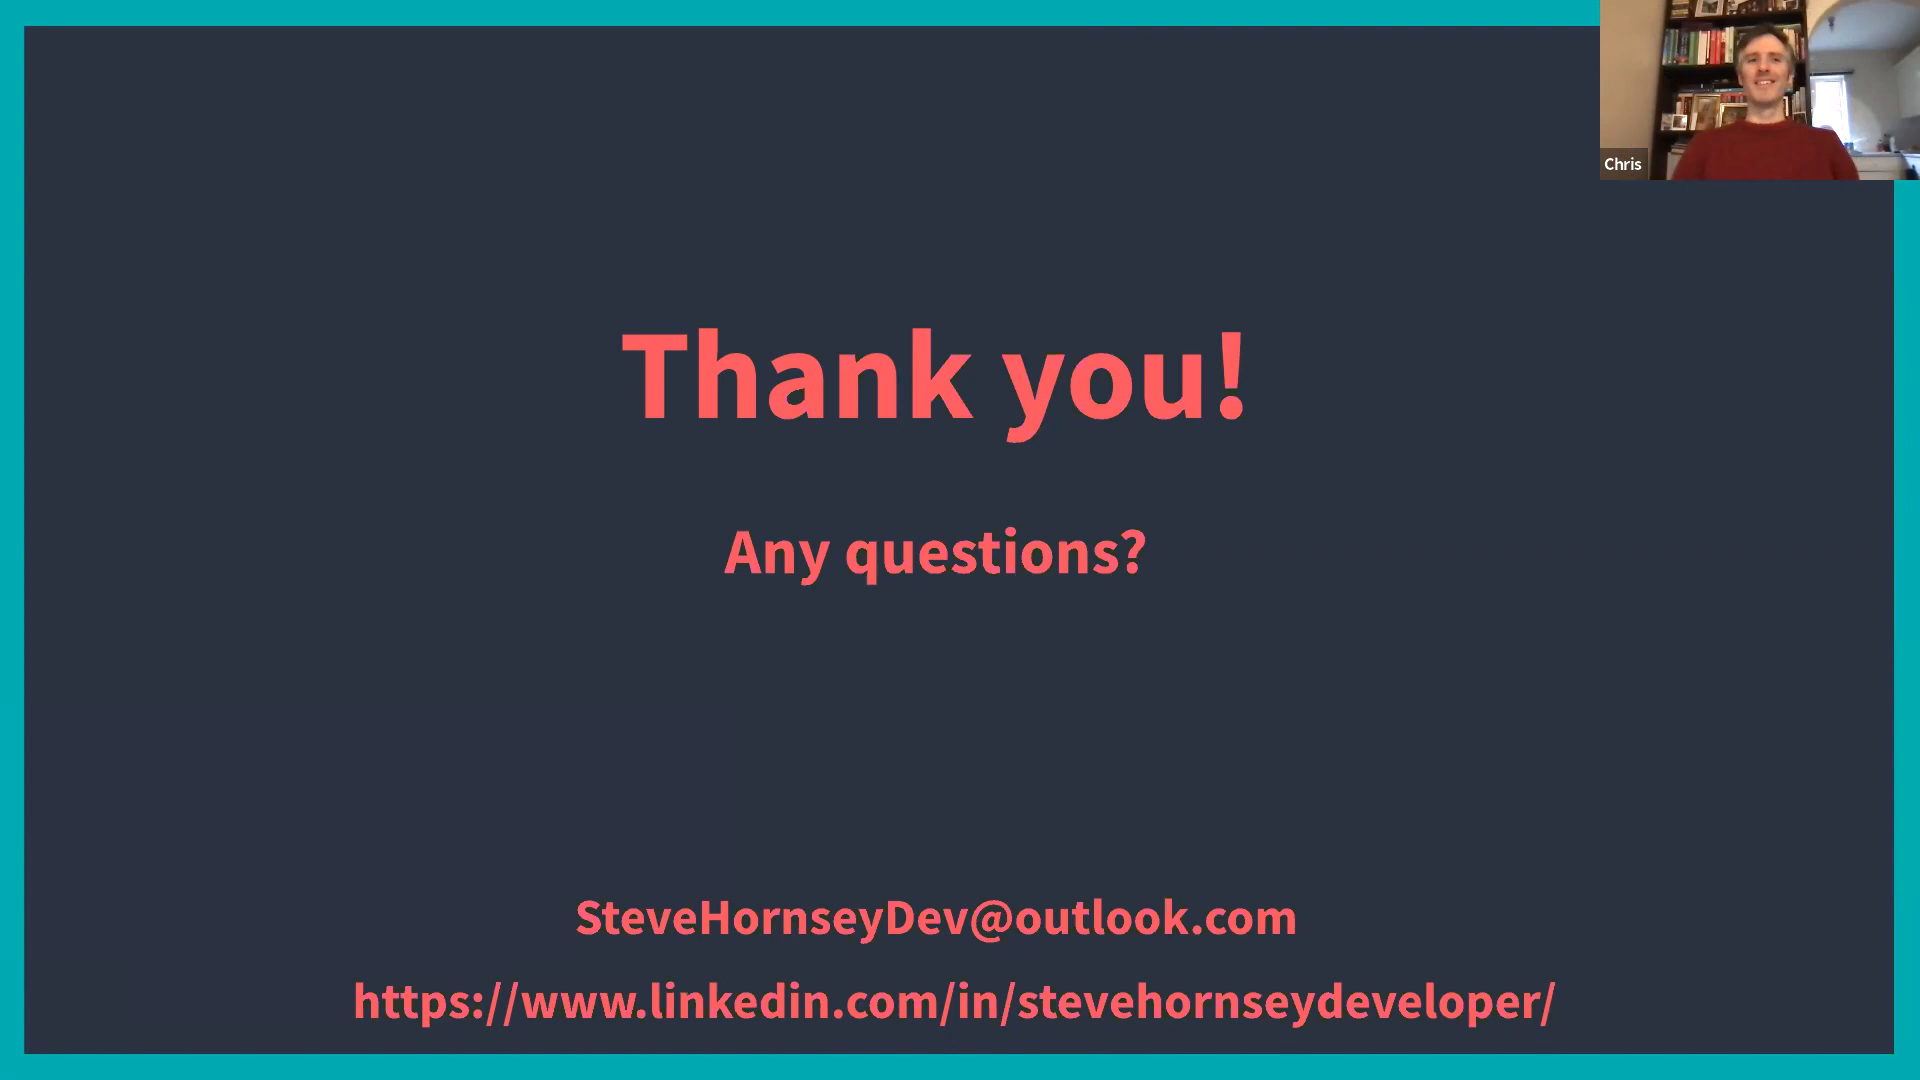 Chris
Thank you!
Any questions?
SteveHornseyDev@outlook.com
https://www.linkedin.com/in/stevehornseydeveloper/